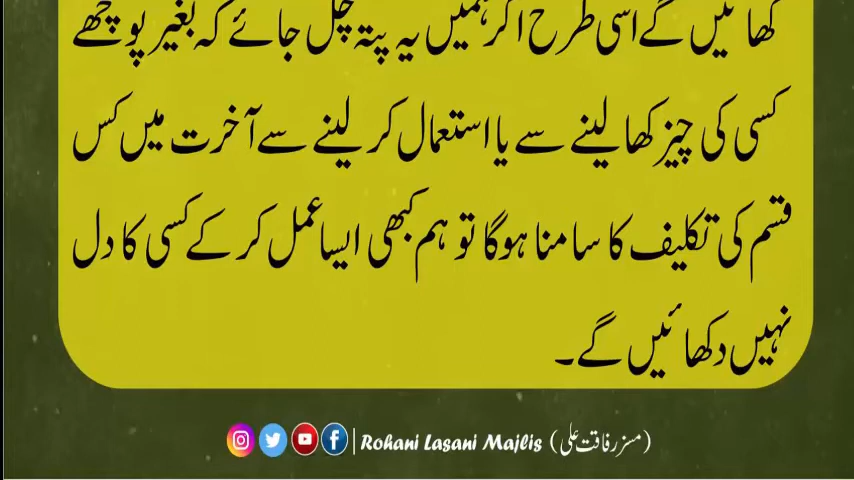 کھائیں گے اسی طرح اگر ہمیں یہ پتہ چل جائے کہ بغیر پوچھے
کسی کی چیز کھا لینے سے یا استعمال کر لینے سے آخرت میں کس
قسم کی تکلیف کا سامنا ہوگا تو ہم کبھی ایسا عمل کر کے کسی کا دل
نہیں دکھائیں گے۔
| Rohani Lasani Majlis (مسز رفاقت علی)